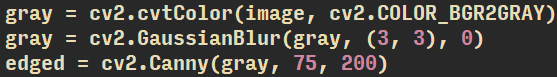 gray = cv2.cvtColor(image, cv2.COLOR_BGR2GRAY)
gray = cv2.GaussianBlur(gray, (3, 3), 0)
edged = cv2.Canny(gray, 75, 200)